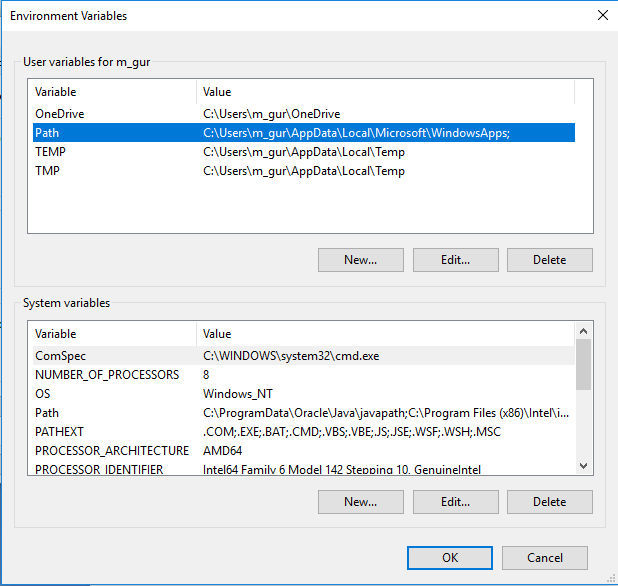 Environment Variables
User variables for m_gur
Variable Value
OneDrive C:\Users\m_gur\OneDrive
Path C:\Users\m_gur\AppData\Local\Microsoft\WindowsApps;
TEMP C:\Users\m_gur\AppData\Local\Temp
TMP C:\Users\m_gur\AppData\Local\Temp
New... Edit... Delete
System variables
Variable Value
ComSpec C:\WINDOWS\system32\cmd.exe
NUMBER_OF_PROCESSORS 8
OS Windows_NT
Path C:\ProgramData\Oracle\Java\javapath;C:\Program Files (x86)\Intel\i...
PATHEXT .COM;.EXE;.BAT;.CMD;.VBS;.VBE;.JS;.JSE;.WSF;.WSH;.MSC
PROCESSOR_ARCHITECTURE AMD64
PROCESSOR_IDENTIFIER Intel64 Family 6 Model 142 Stepping 10, GenuineIntel
New... Edit... Delete
OK Cancel